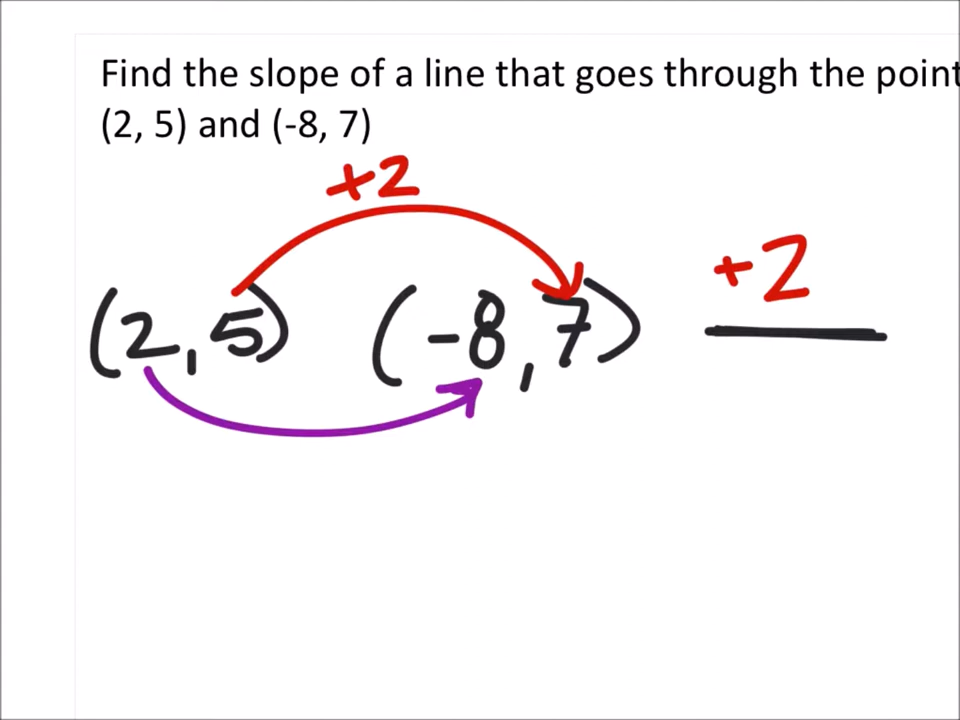 Find the slope of a line that goes through the point
(2, 5) and (-8, 7)
+2
+2
(2, 5) (-8, 7)